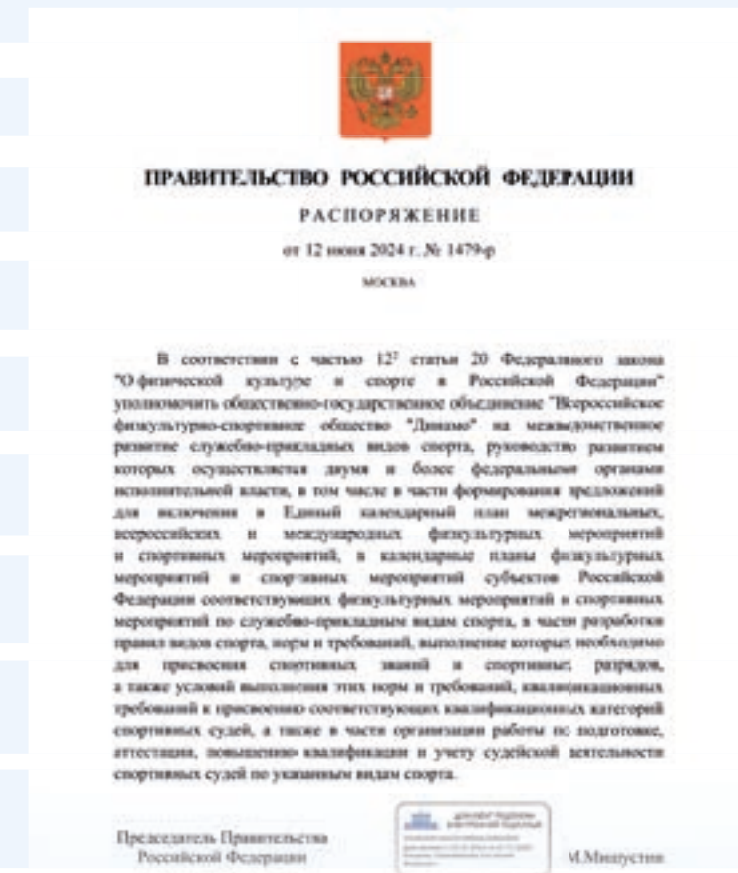 ПРАВИТЕЛЬСТВО РОССИЙСКОЙ ФЕДЕРАЦИИ
РАСПОРЯЖЕНИЕ
от 12 июня 2024 г. № 1479-р
МОСКВА
В соответствии с частью 12² статьи 20 Федерального закона
"О физической культуре и спорте в Российской Федерации"
уполномочить общественно-государственное объединение "Всероссийское
физкультурно-спортивное общество "Динамо" на межведомственное
развитие служебно-прикладных видов спорта, руководство развитием
которых осуществляется двумя и более федеральными органами
исполнительной власти, в том числе в части формирования предложений
для включения в Единый календарный план межрегиональных,
всероссийских и международных физкультурных мероприятий
и спортивных мероприятий, в календарные планы физкультурных
мероприятий и спортивных мероприятий субъектов Российской
Федерации соответствующих физкультурных мероприятий и спортивных
мероприятий по служебно-прикладным видам спорта, в части разработки
правил видов спорта, норм и требований, выполнение которых необходимо
для присвоения спортивных званий и спортивных разрядов,
а также условий выполнения этих норм и требований, квалификационных
требований к присвоению соответствующих квалификационных категорий
спортивных судей, а также в части организации работы по подготовке,
аттестации, повышению квалификации и учету судейской деятельности
спортивных судей по указанным видам спорта.
Председатель Правительства
Российской Федерации
ДОКУМЕНТ ПОДПИСАН
ЭЛЕКТРОННОЙ ПОДПИСЬЮ
М.Мишустин